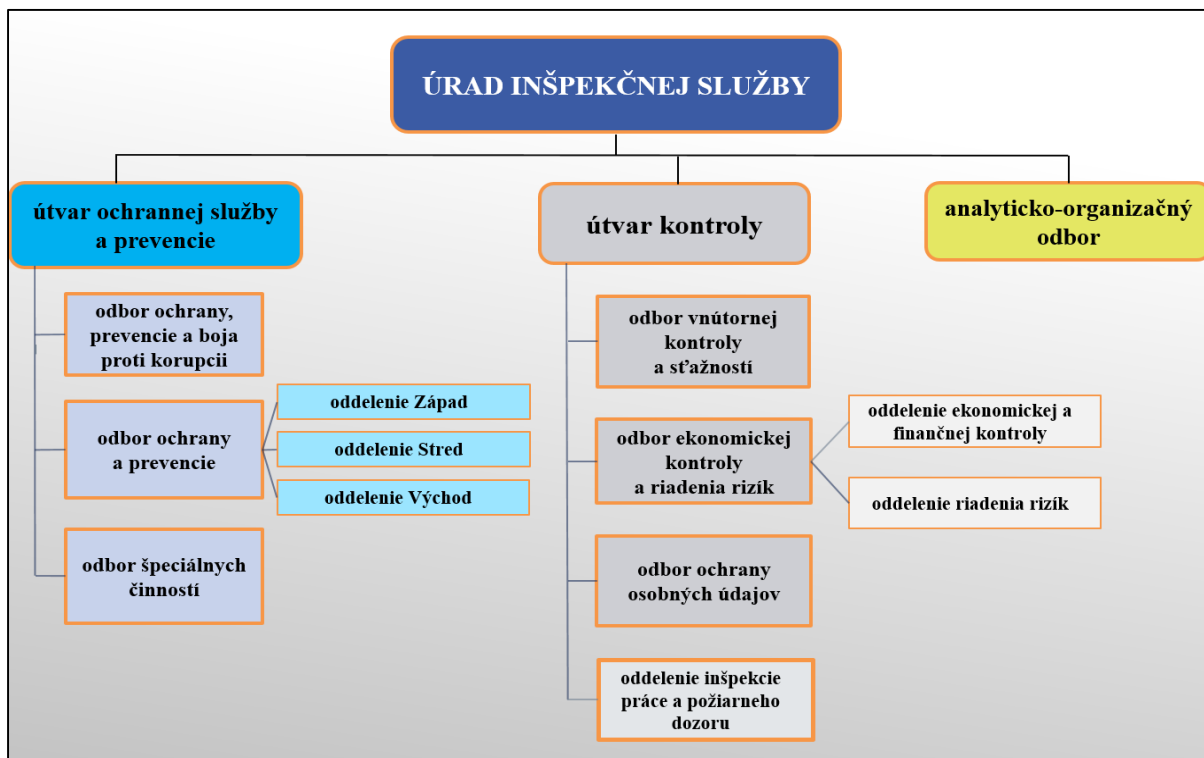 ÚRAD INŠPEKČNEJ SLUŽBY
útvar ochrannej služby
a prevencie
odbor ochrany,
prevencie a boja
proti korupcii
odbor ochrany
a prevencie
oddelenie Západ
oddelenie Stred
oddelenie Východ
odbor špeciálnych
činností
útvar kontroly
odbor vnútornej
kontroly
a sťažností
odbor ekonomickej
kontroly
a riadenia rizík
oddelenie ekonomickej a
finančnej kontroly
oddelenie riadenia rizík
odbor ochrany
osobných údajov
oddelenie inšpekcie
práce a požiarneho
dozoru
analyticko-organizačný
odbor